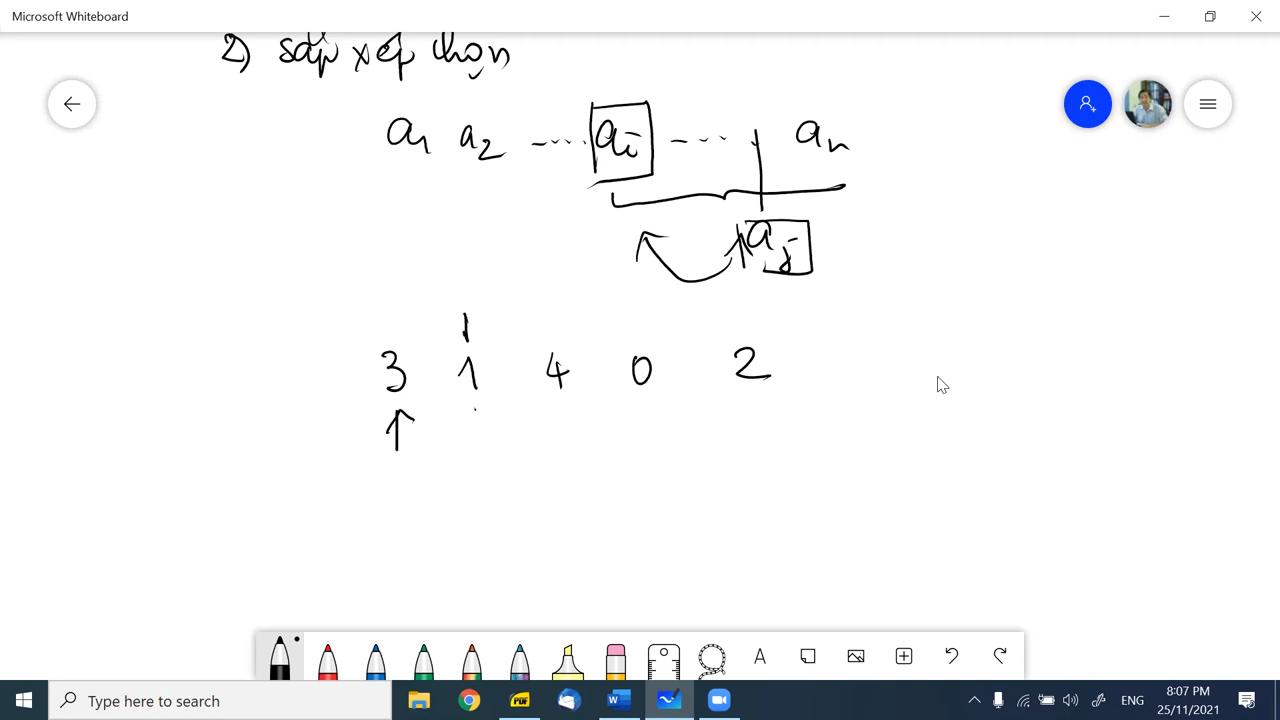 Microsoft Whiteboard
2) sắp xếp chọn
a1 a2 ---... ai --... an
aj
3 1 4 0 2
A
Type here to search
PDF
W
ENG
8:07 PM
25/11/2021